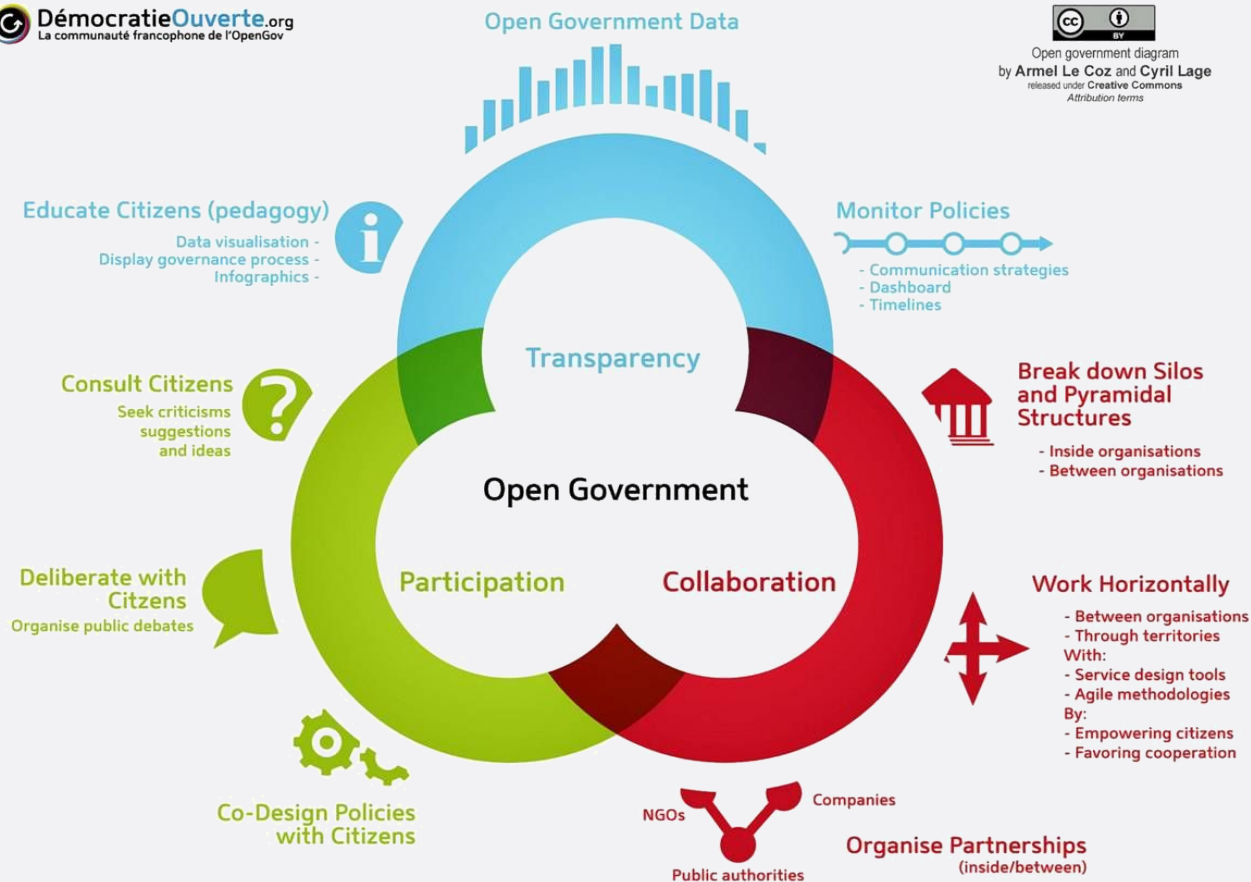 DémocratieOuverte.org
La communauté francophone de l'OpenGov
Open Government Data
CC
BY
Open government diagram
by Armel Le Coz and Cyril Lage
released under Creative Commons
Attribution terms
Educate Citizens (pedagogy)
Data visualisation -
Display governance process -
Infographics -
i
Monitor Policies
- Communication strategies
- Dashboard
- Timelines
Transparency
Consult Citizens
Seek criticisms
suggestions
and ideas
?
Break down Silos
and Pyramidal
Structures
- Inside organisations
- Between organisations
Open Government
Participation
Collaboration
Deliberate with
Citzens
Organise public debates
Work Horizontally
- Between organisations
- Through territories
With:
- Service design tools
- Agile methodologies
By:
- Empowering citizens
- Favoring cooperation
Co-Design Policies
with Citizens
NGOs
Companies
Public authorities
Organise Partnerships
(inside/between)